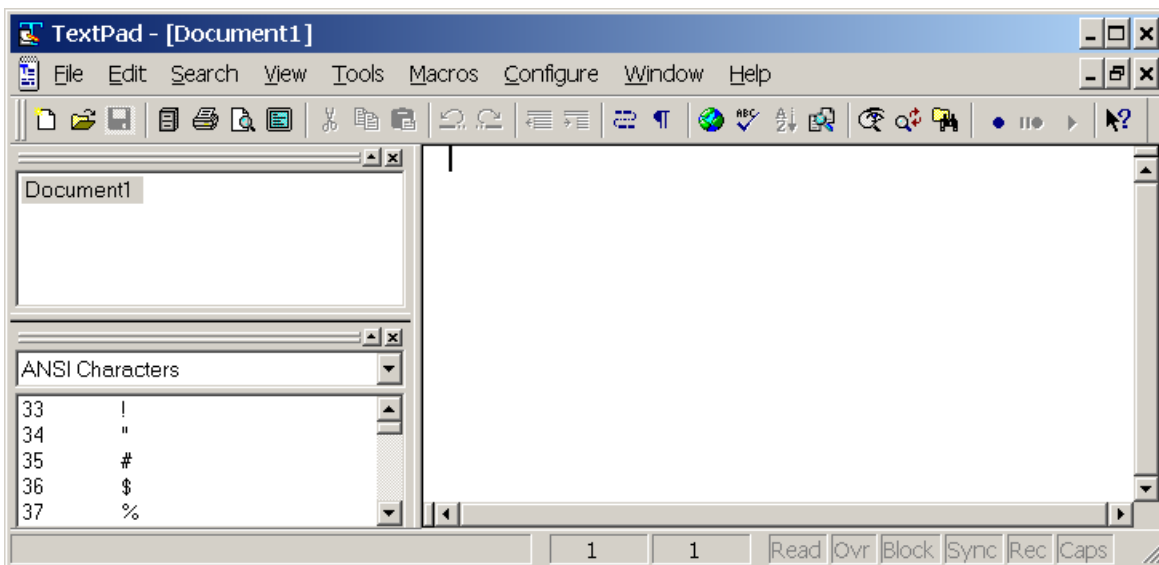 TextPad - [Document1]
File Edit Search View Tools Macros Configure Window Help
ABC
Document1
ANSI Characters
33 !
34 "
35 #
36 $
37 %
1 1 Read Ovr Block Sync Rec Caps